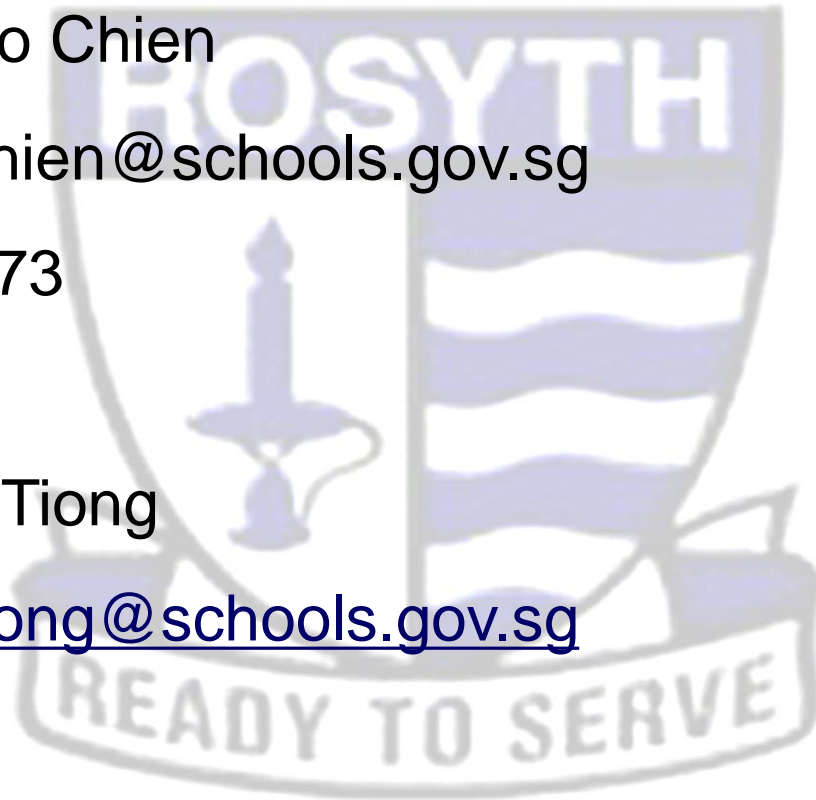 ROSYTH
o Chien
hien@schools.gov.sg
73
Tiong
ong@schools.gov.sg
READY TO SERVE